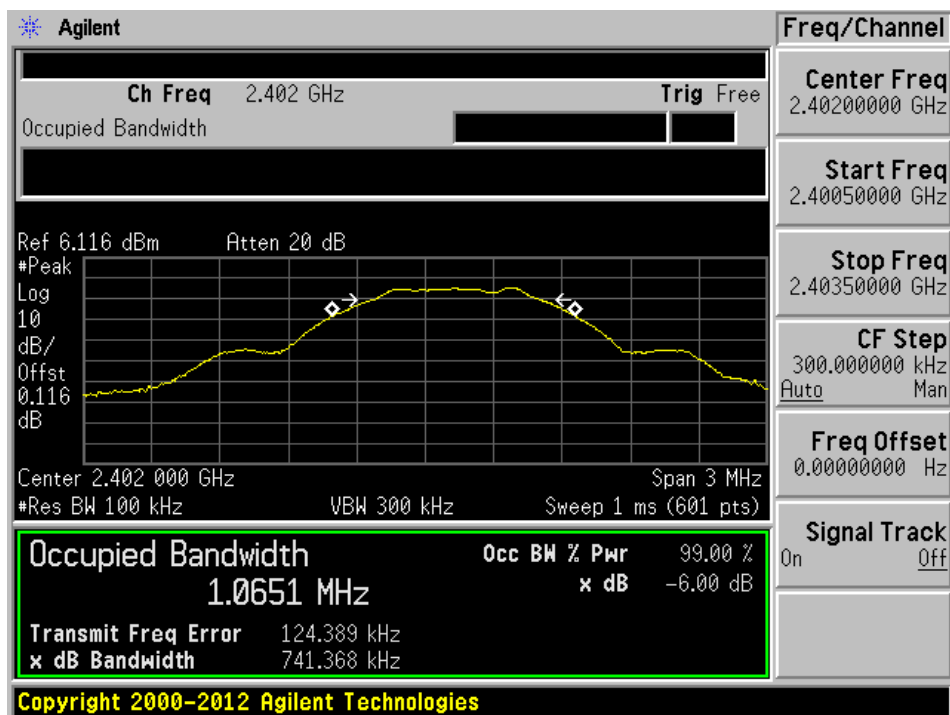 Agilent
Freq/Channel
Ch Freq 2.402 GHz Trig Free
Occupied Bandwidth
Center Freq
2.40200000 GHz
Start Freq
2.40050000 GHz
Stop Freq
2.40350000 GHz
CF Step
300.000000 kHz
Auto Man
Freq Offset
0.00000000 Hz
Signal Track
On Off
Ref 6.116 dBm Atten 20 dB
#Peak
Log
10
dB/
Offst
0.116
dB
Center 2.402 000 GHz Span 3 MHz
#Res BW 100 kHz VBW 300 kHz Sweep 1 ms (601 pts)
Occupied Bandwidth Occ BW % Pwr 99.00 %
1.0651 MHz x dB -6.00 dB
Transmit Freq Error 124.389 kHz
x dB Bandwidth 741.368 kHz
Copyright 2000-2012 Agilent Technologies